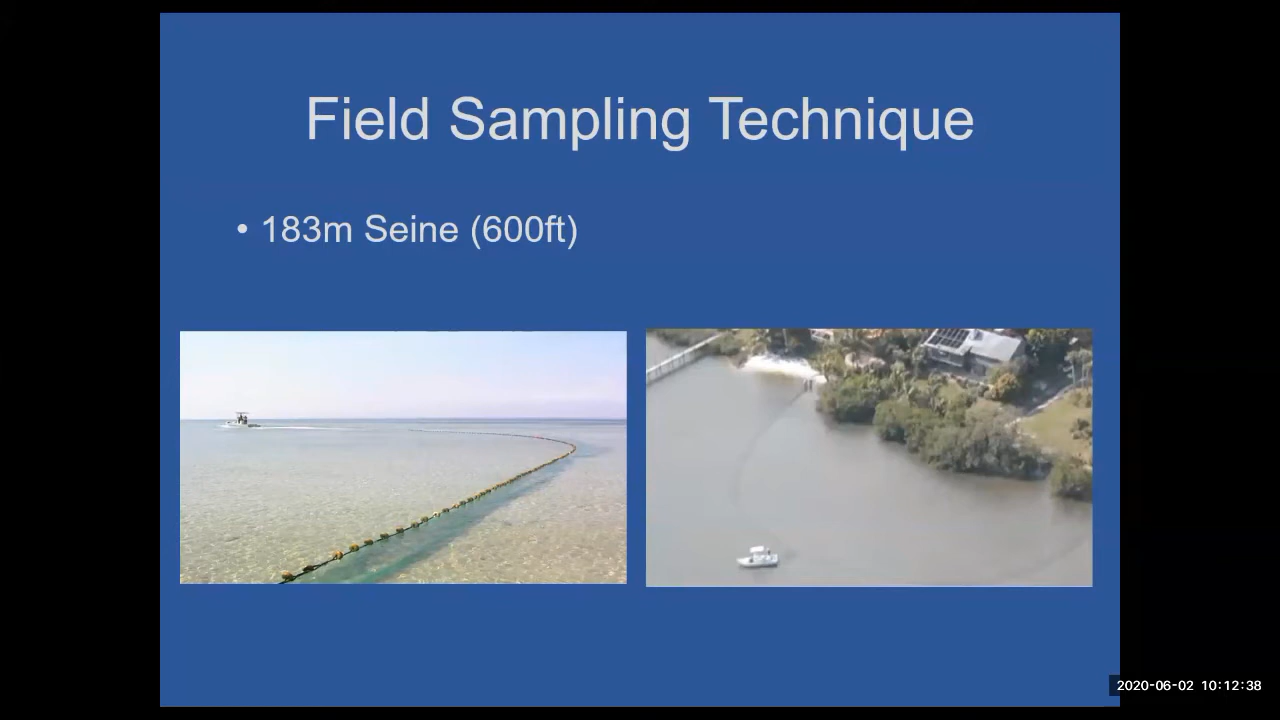 Field Sampling Technique
• 183m Seine (600ft)
2020-06-02 10:12:38